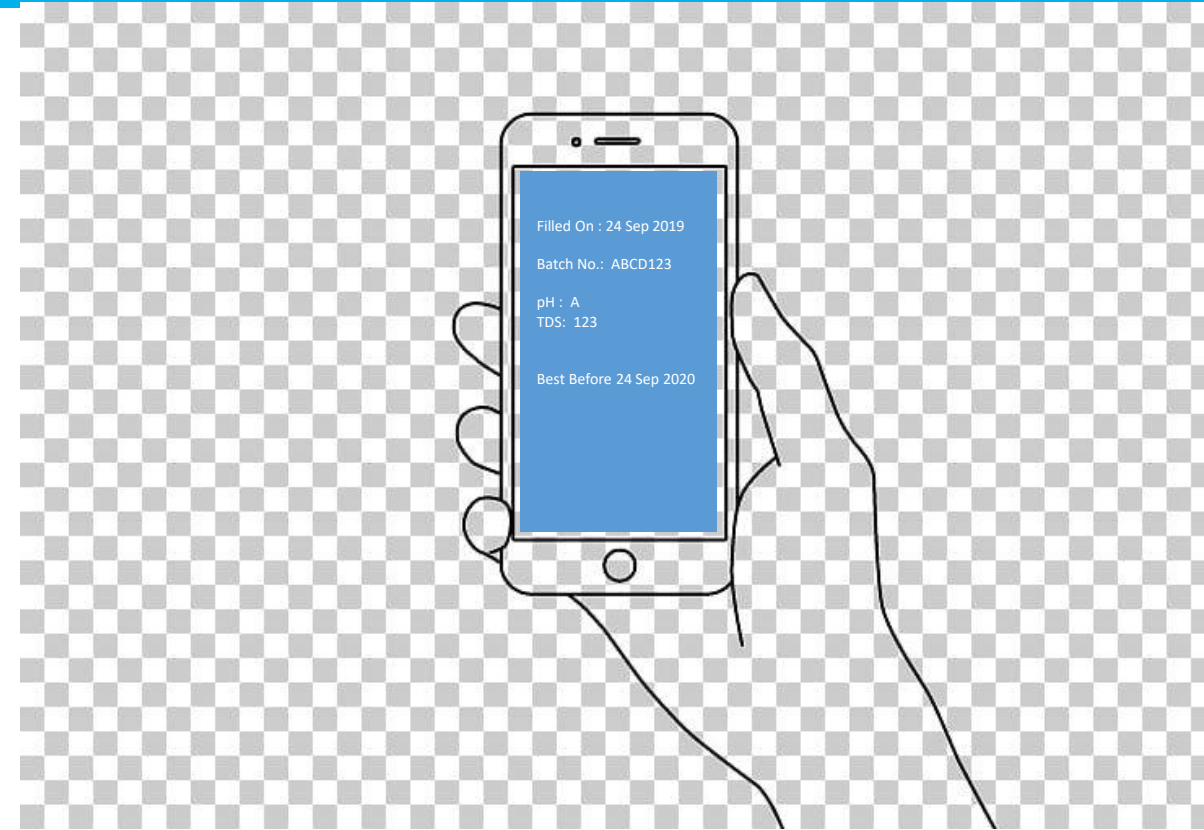 Filled On : 24 Sep 2019
Batch No.: ABCD123
pH : A
TDS: 123
Best Before 24 Sep 2020